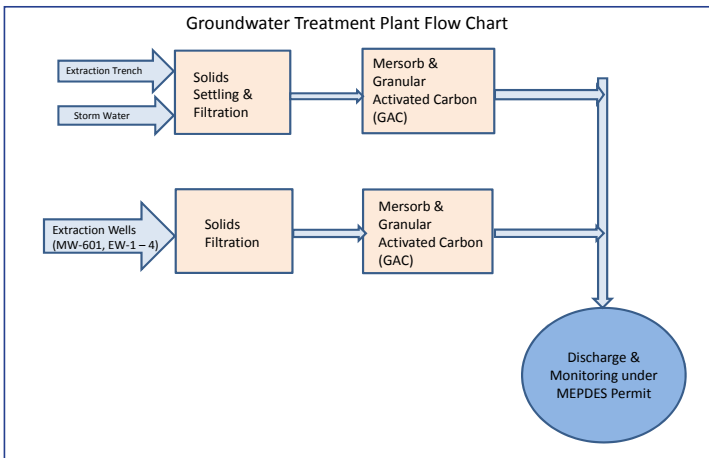 Groundwater Treatment Plant Flow Chart
Extraction Trench
Storm Water
Solids
Settling &
Filtration
Mersorb &
Granular
Activated Carbon
(GAC)
Extraction Wells
(MW-601, EW-1 – 4)
Solids
Filtration
Mersorb &
Granular
Activated Carbon
(GAC)
Discharge &
Monitoring under
MEPDES Permit